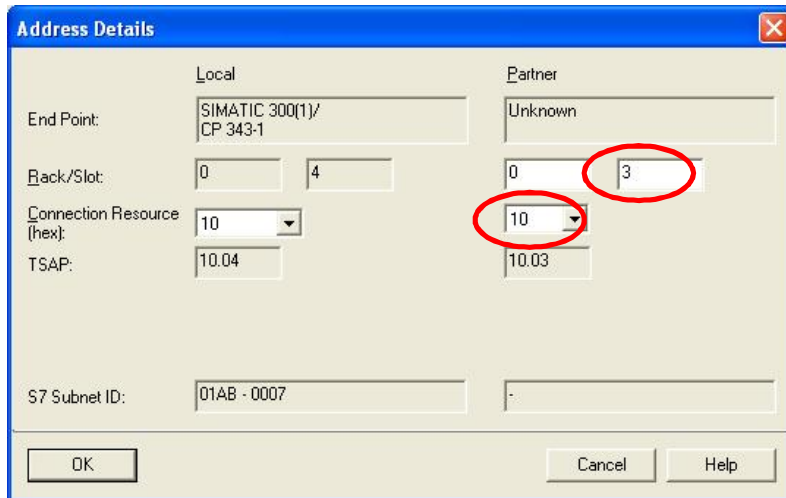 Address Details
Local Partner
End Point: SIMATIC 300(1)/ Unknown
CP 343-1
Rack/Slot: 0 4 0 3
Connection Resource
(hex): 10 10
TSAP: 10.04 10.03
S7 Subnet ID: 01AB - 0007 -
OK Cancel Help